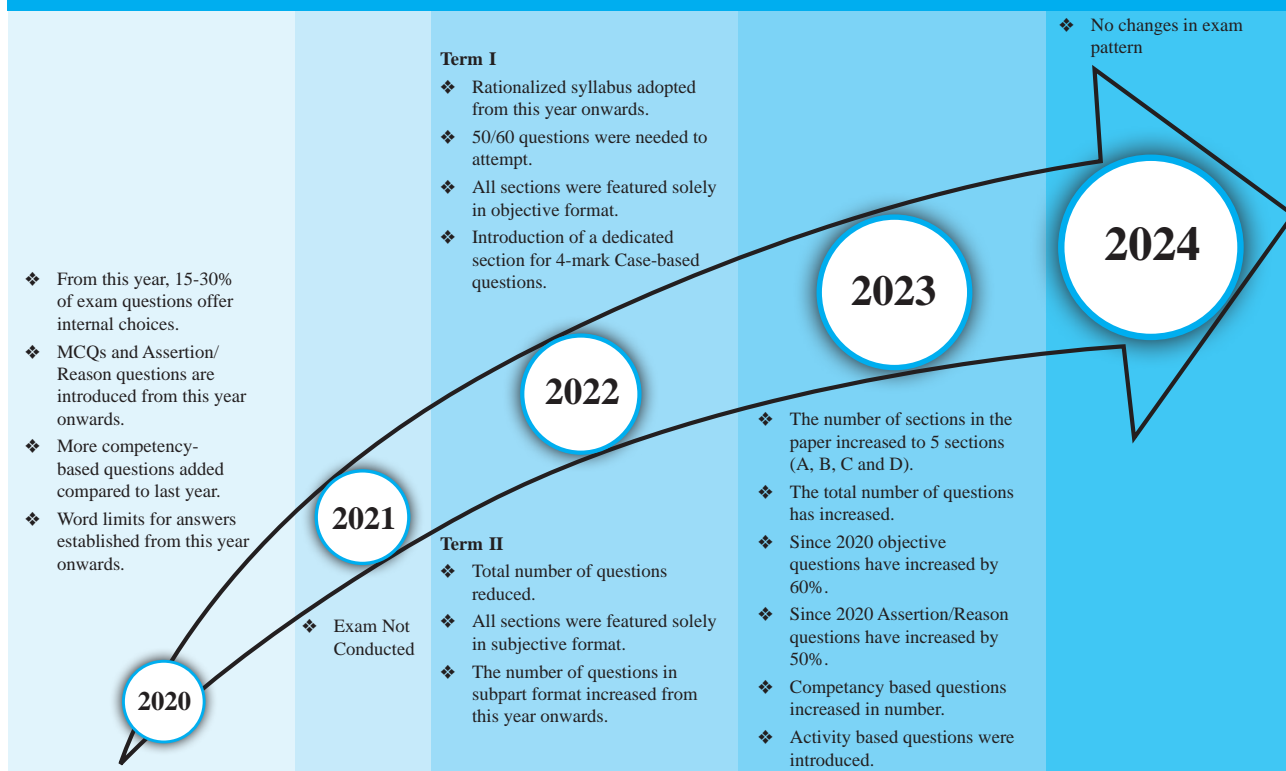 ❖ From this year, 15-30%
of exam questions offer
internal choices.
❖ MCQs and Assertion/
Reason questions are
introduced from this year
onwards.
❖ More competency-
based questions added
compared to last year.
❖ Word limits for answers
established from this year
onwards.
2020
2021
❖ Exam Not
Conducted
Term I
❖ Rationalized syllabus adopted
from this year onwards.
❖ 50/60 questions were needed to
attempt.
❖ All sections were featured solely
in objective format.
❖ Introduction of a dedicated
section for 4-mark Case-based
questions.
2022
Term II
❖ Total number of questions
reduced.
❖ All sections were featured solely
in subjective format.
❖ The number of questions in
subpart format increased from
this year onwards.
2023
❖ The number of sections in the
paper increased to 5 sections
(A, B, C and D).
❖ The total number of questions
has increased.
❖ Since 2020 objective
questions have increased by
60%.
❖ Since 2020 Assertion/Reason
questions have increased by
50%.
❖ Competancy based questions
increased in number.
❖ Activity based questions were
introduced.
❖ No changes in exam
pattern
2024